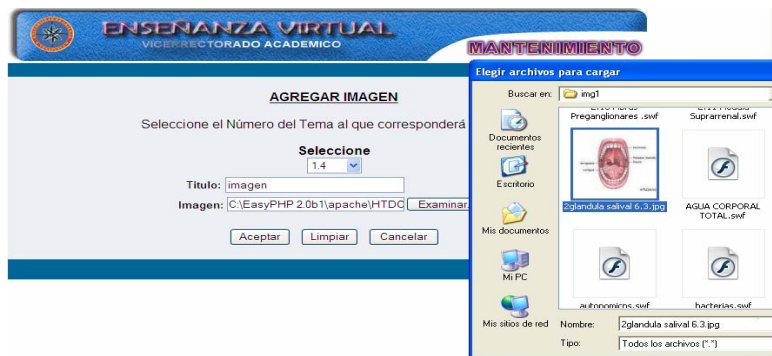 ENSEÑANZA VIRTUAL
VICERRECTORADO ACADEMICO
MANTENIMIENTO
AGREGAR IMAGEN
Seleccione el Número del Tema al que corresponderá
Seleccione
1.4
Titulo: imagen
Imagen: C:\EasyPHP 2.0b1\apache\HTDO Examinar.
Aceptar Limpiar Cancelar
Elegir archivos para cargar
Buscar en: img1
Documentos recientes
Escritorio
Mis documentos
Mi PC
Mis sitios de red
Preganglionares .swf
Suprarrenal.swf
2glandula salival 6.3.jpg
AGUA CORPORAL
TOTAL.swf
bacterias.swf
Nombre: 2glandula salival 6.3.jpg
Tipo: Todos los archivos (*.*)